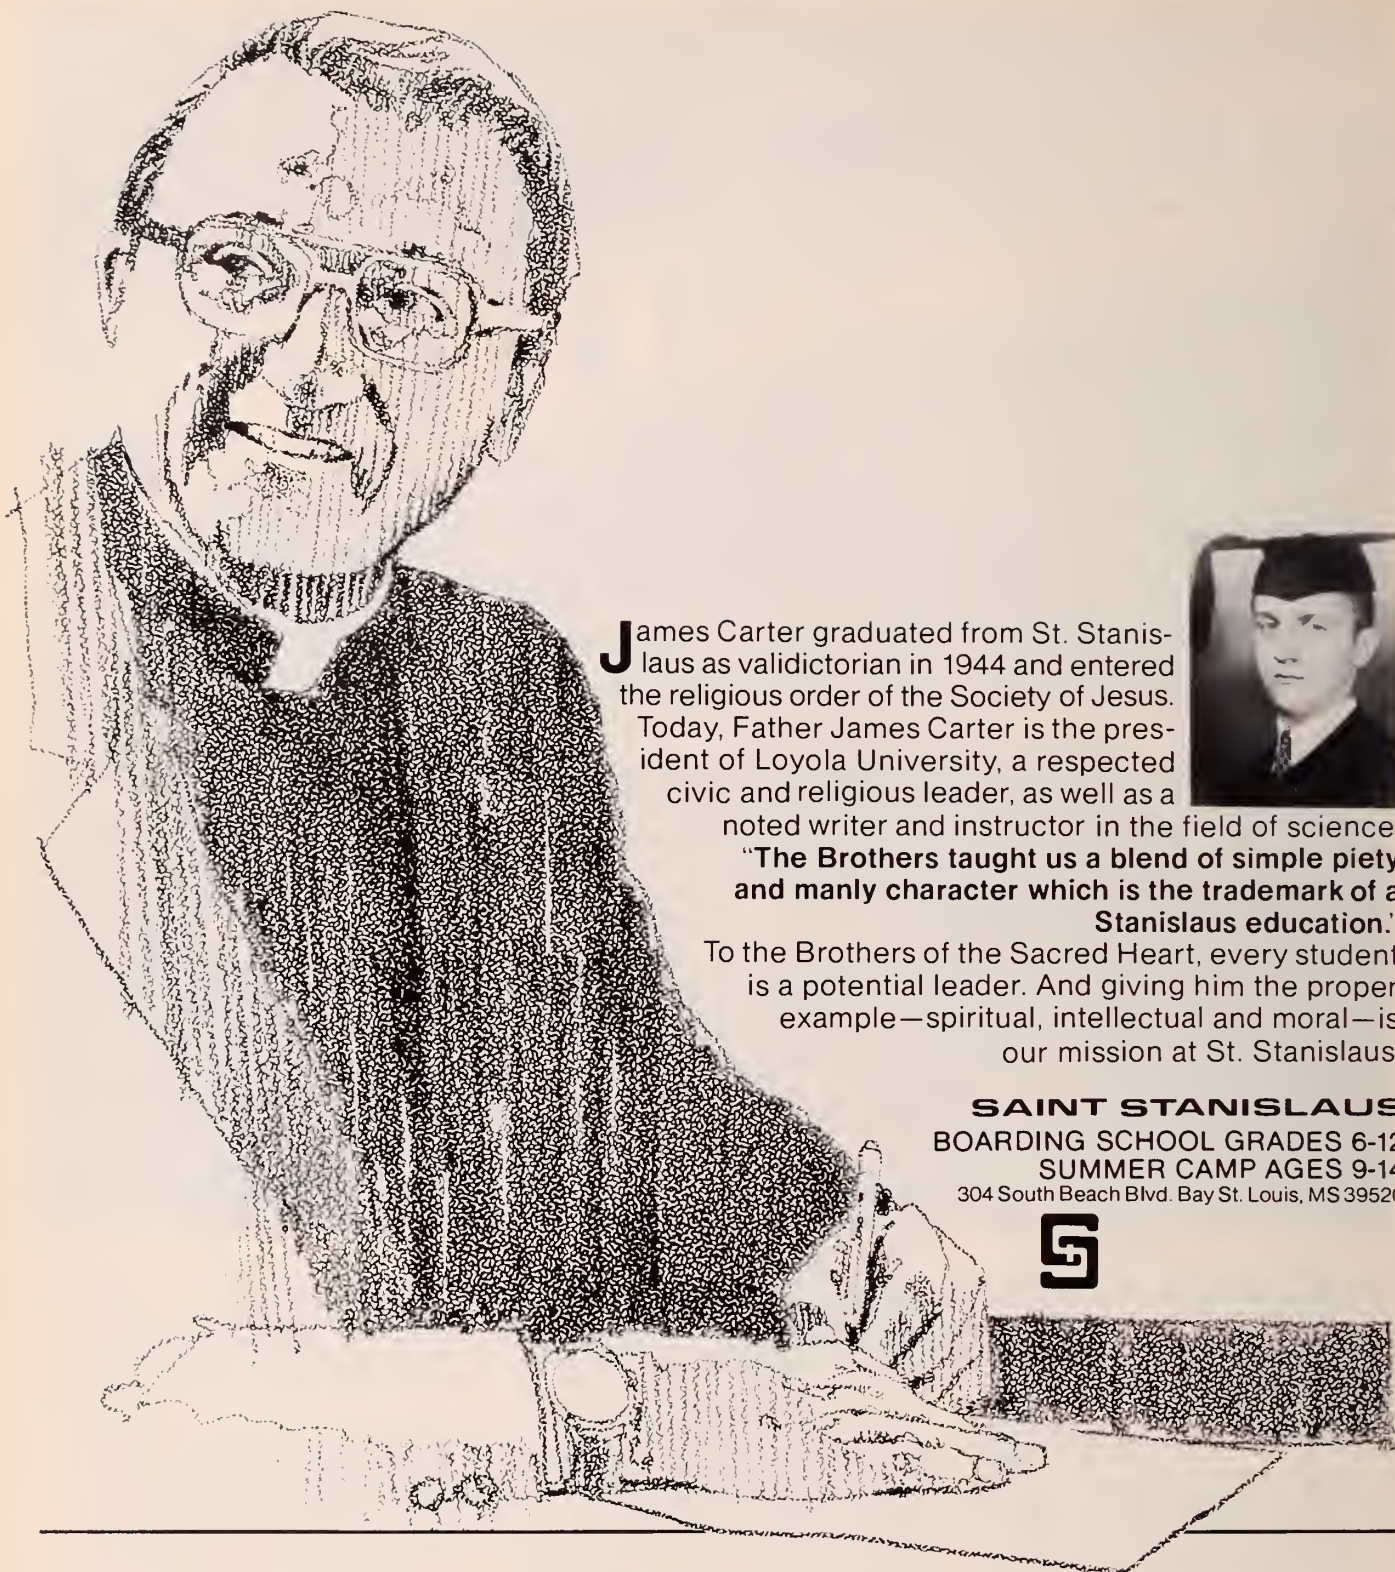 James Carter graduated from St. Stanis-
laus as validictorian in 1944 and entered
the religious order of the Society of Jesus.
Today, Father James Carter is the pres-
ident of Loyola University, a respected
civic and religious leader, as well as a
noted writer and instructor in the field of science
"The Brothers taught us a blend of simple piety
and manly character which is the trademark of a
Stanislaus education.'
To the Brothers of the Sacred Heart, every student
is a potential leader. And giving him the proper
example—spiritual, intellectual and moral—is
our mission at St. Stanislaus
SAINT STANISLAUS
BOARDING SCHOOL GRADES 6-12
SUMMER CAMP AGES 9-14
304 South Beach Blvd. Bay St. Louis, MS 39520